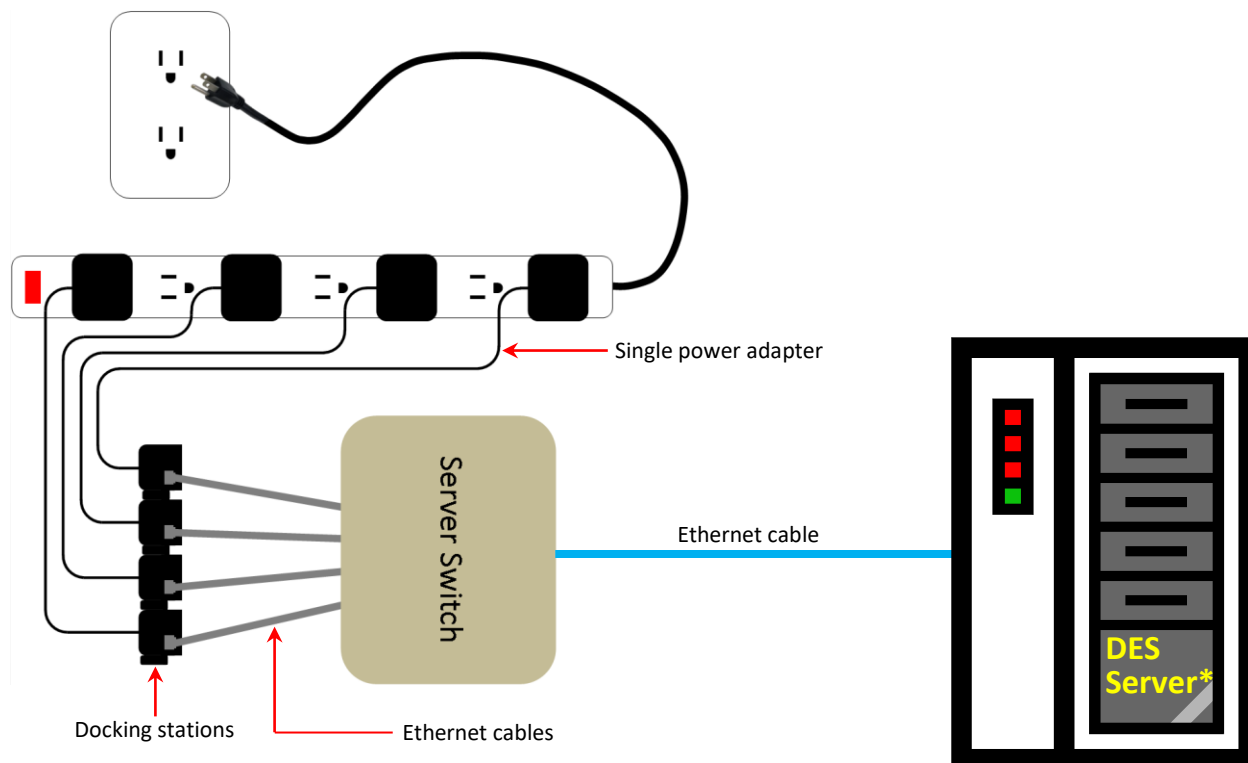 Single power adapter
Server Switch
Ethernet cable
DES
Server*
Docking stations
Ethernet cables